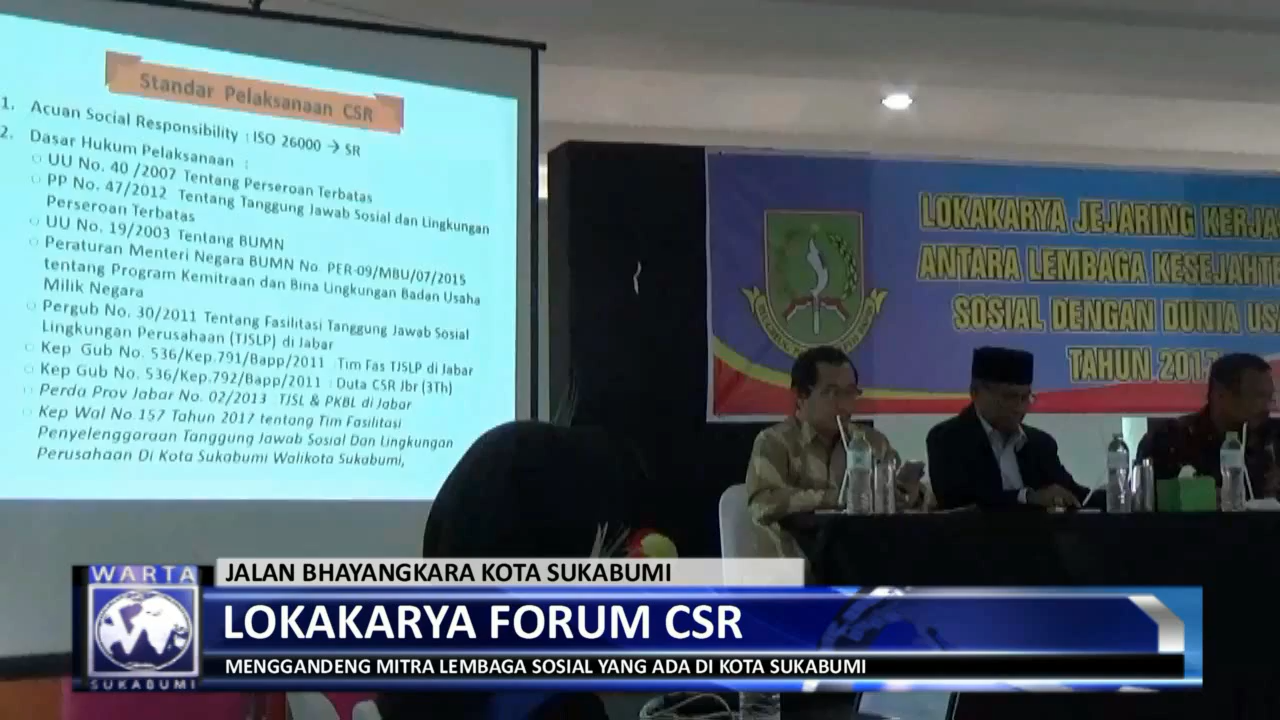 Standar Pelaksanaan CSR
1. Acuan Social Responsibility : ISO 26000 → SR
2. Dasar Hukum Pelaksanaan :
○ UU No. 40 /2007 Tentang Perseroan Terbatas
○ PP No. 47/2012 Tentang Tanggung Jawab Sosial dan Lingkungan
Perseroan Terbatas
○ UU No. 19/2003 Tentang BUMN
○ Peraturan Menteri Negara BUMN No. PER-09/MBU/07/2015
tentang Program Kemitraan dan Bina Lingkungan Badan Usaha
Milik Negara
○ Pergub No. 30/2011 Tentang Fasilitasi Tanggung Jawab Sosial
Lingkungan Perusahaan (TJSLP) di Jabar
○ Kep Gub No. 536/Kep.791/Bapp/2011 Tim Fas TJSLP di Jabar
○ Kep Gub No. 536/Kep.792/Bapp/2011 : Duta CSR Jbr (3Th)
○ Perda Prov Jabar No. 02/2013 TJSL & PKBL di Jabar
○ Kep Wal No.157 Tahun 2017 tentang Tim Fasilitasi
Penyelenggaraan Tanggung Jawab Sosial Dan Lingkungan
Perusahaan Di Kota Sukabumi Walikota Sukabumi,
LOKAKARYA JEJARING KERJA
ANTARA LEMBAGA KESEJAHTE
SOSIAL DENGAN DUNIA US
TAHUN 2017
JALAN BHAYANGKARA KOTA SUKABUMI
WARTA
LOKAKARYA FORUM CSR
MENGGANDENG MITRA LEMBAGA SOSIAL YANG ADA DI KOTA SUKABUMI
SUKABUMI